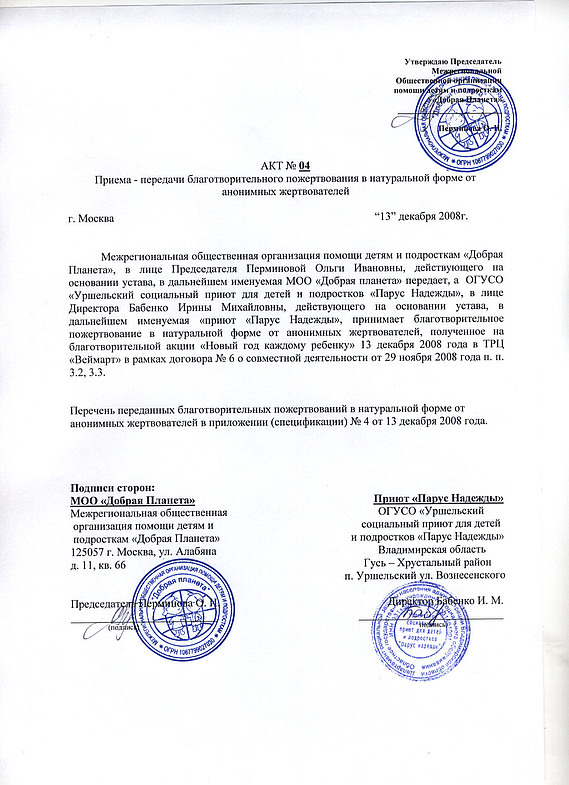 Утверждаю Председатель
Межрегиональной
Общественной организации
помощи детям и подросткам
«Добрая Планета»
Перминова О. И.
АКТ № 04
Приема - передачи благотворительного пожертвования в натуральной форме от
анонимных жертвователей
г. Москва “13” декабря 2008г.
Межрегиональная общественная организация помощи детям и подросткам «Добрая
Планета», в лице Председателя Перминовой Ольги Ивановны, действующего на
основании устава, в дальнейшем именуемая МОО «Добрая планета» передает, а ОГУСО
«Уршельский социальный приют для детей и подростков «Парус Надежды», в лице
Директора Бабенко Ирины Михайловны, действующего на основании устава, в
дальнейшем именуемая «приют «Парус Надежды», принимает благотворительное
пожертвование в натуральной форме от анонимных жертвователей, полученное на
благотворительной акции «Новый год каждому ребенку» 13 декабря 2008 года в ТРЦ
«Веймарт» в рамках договора № 6 о совместной деятельности от 29 ноября 2008 года п. п.
3.2, 3.3.
Перечень переданных благотворительных пожертвований в натуральной форме от
анонимных жертвователей в приложении (спецификации) № 4 от 13 декабря 2008 года.
Подписи сторон:
МОО «Добрая Планета»
Межрегиональная общественная
организация помощи детям и
подросткам «Добрая Планета»
125057 г. Москва, ул. Алабяна
д. 11, кв. 66
Председатель Перминова О. И.
(подпись)
Приют «Парус Надежды»
ОГУСО «Уршельский
социальный приют для детей
и подростков «Парус Надежды»
Владимирская область
Гусь – Хрустальный район
п. Уршельский ул. Вознесенского
Директор Бабенко И. М.
подпись
"Добрая планета"
приют для детей
и подростков
"Парус надежды"